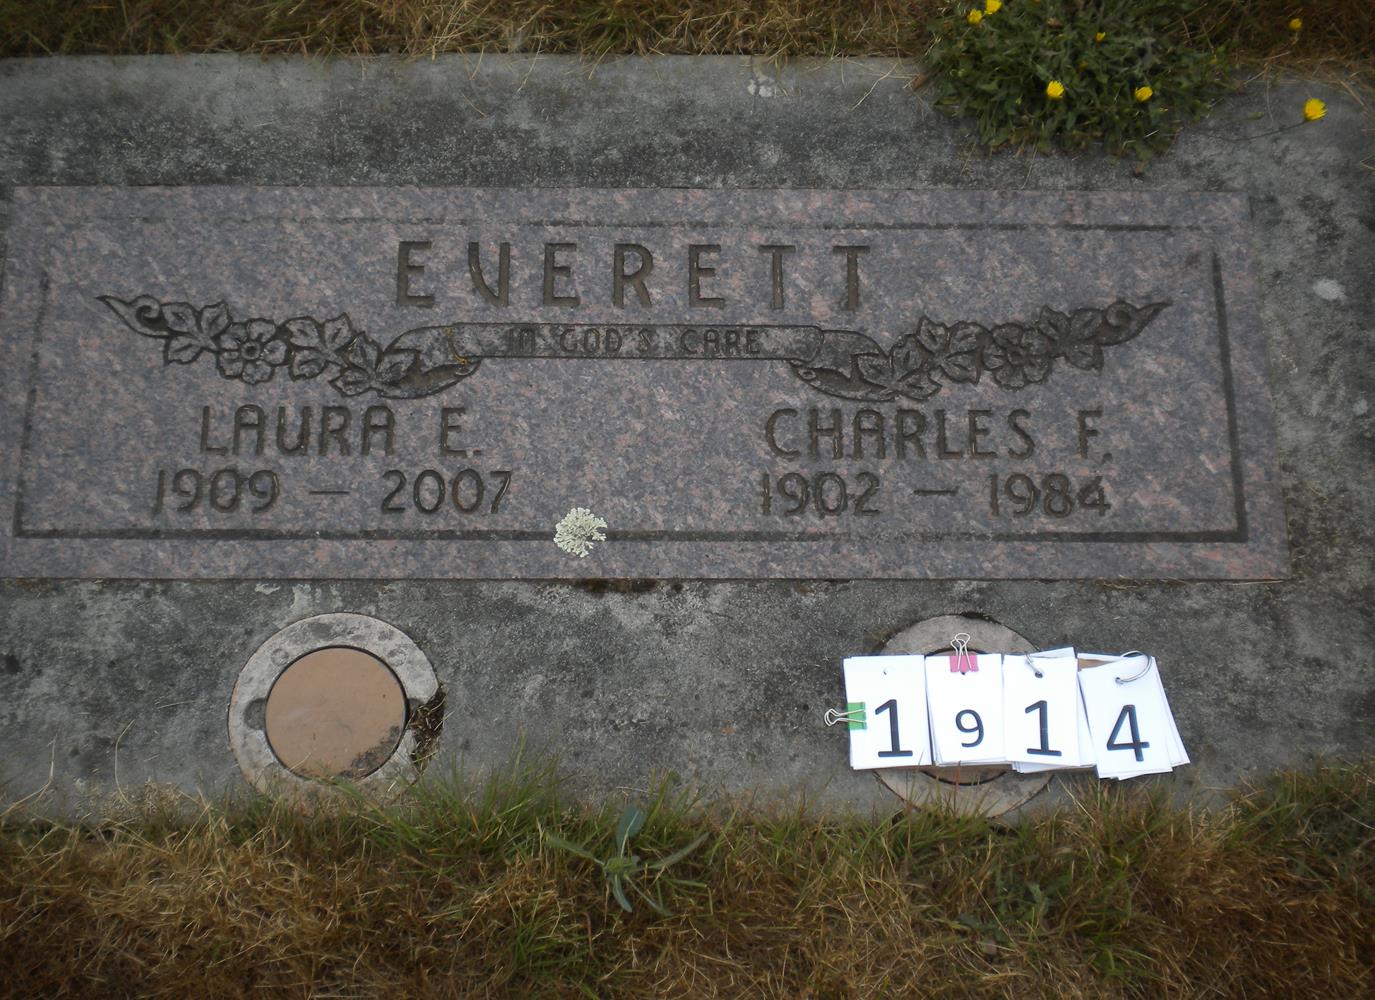 EVERETT
IN GOD'S CARE
LAURA E.
1909 – 2007
CHARLES F.
1902 – 1984
1914